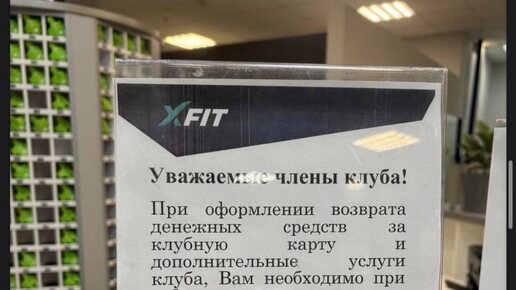 XFIT
Уважаемые члены клуба!
При оформлении возврата
денежных средств за
клубную карту и
дополнительные услуги
клуба, Вам необходимо при